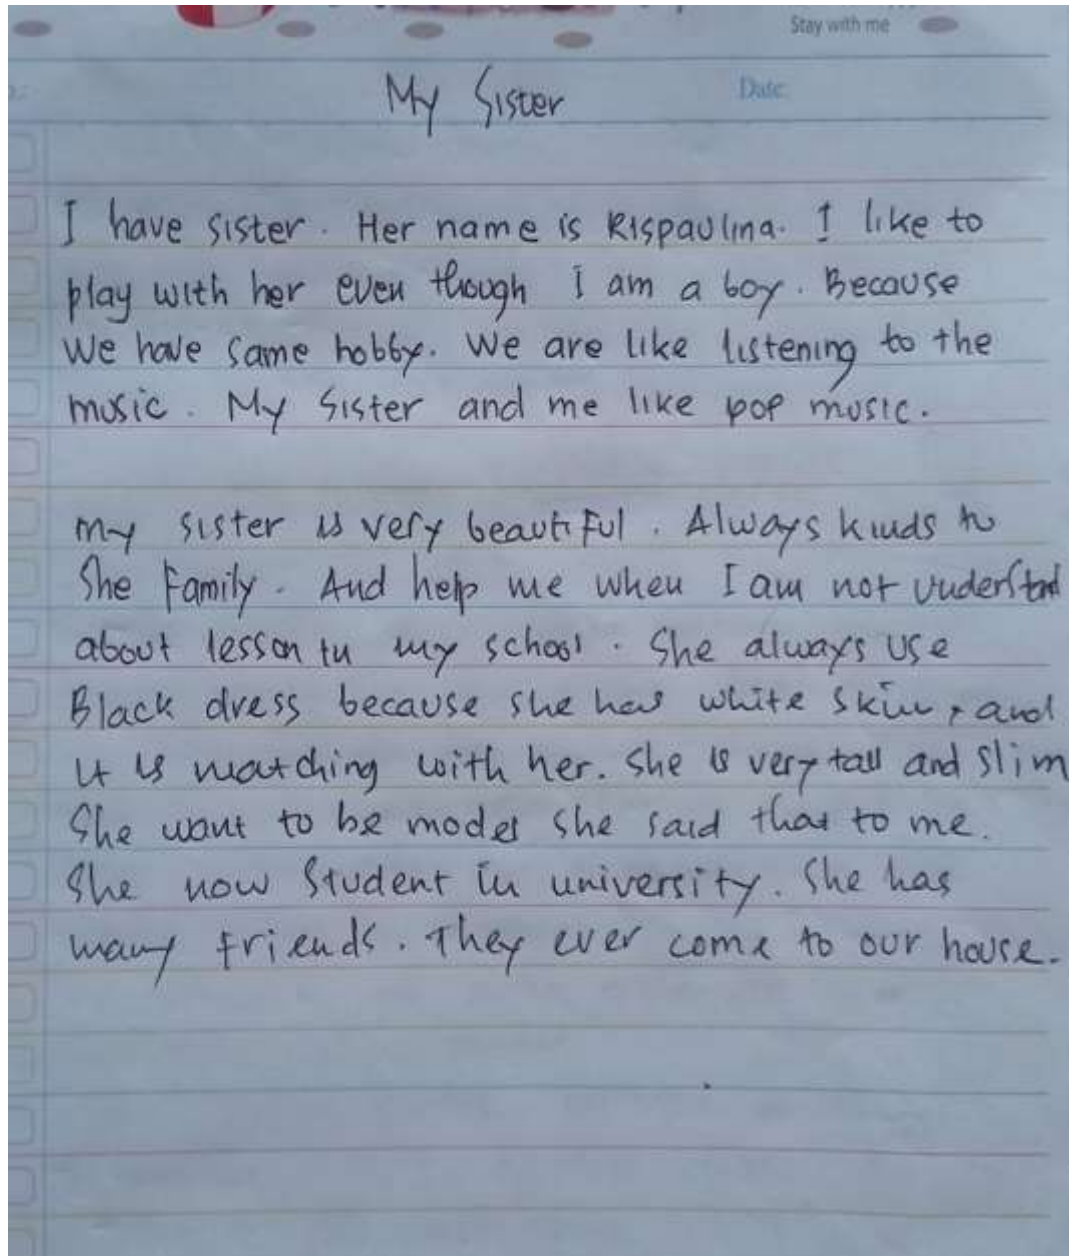 Stay with me
My Sister
Date:
I have sister. Her name is Rispaulina. I like to
play with her even though I am a boy. Because
We have same hobby. We are like listening to the
music. My Sister and me like pop music.
my sister is very beautiful. Always kinds to
She family. And help me when I am not understand
about lesson in my school. She always use
Black dress because she has white skin, and
it is matching with her. She is very tall and slim
She want to be model she said that to me.
She now Student in university. She has
many friends. They ever come to our house.